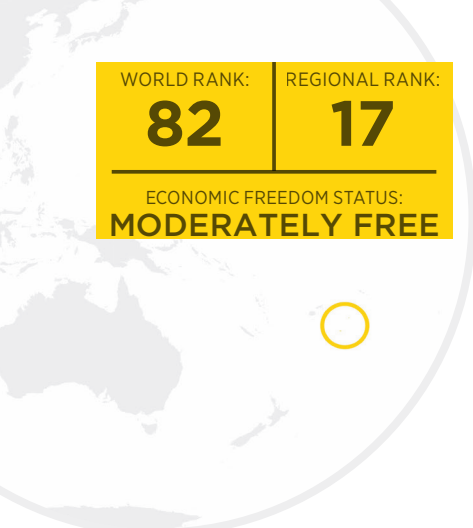 WORLD RANK:
82
REGIONAL RANK:
17
ECONOMIC FREEDOM STATUS:
MODERATELY FREE